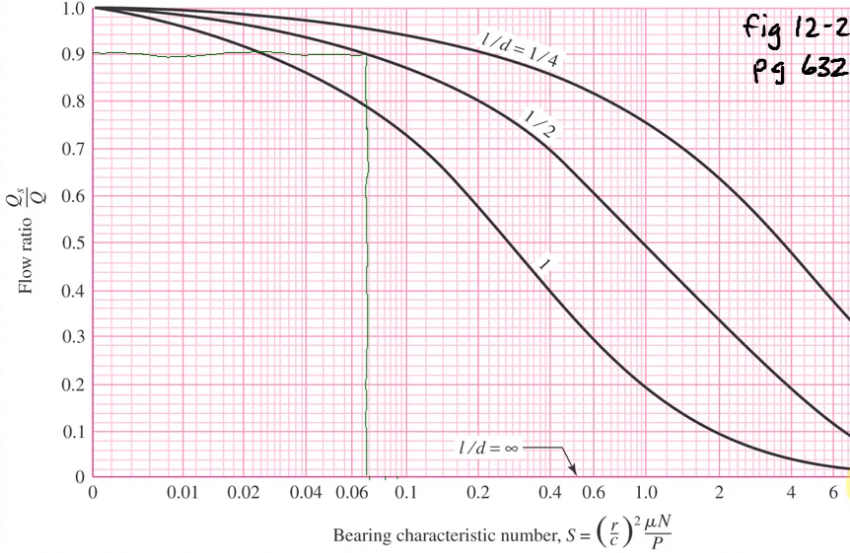 fig 12-2
pg 632
1.0
0.9
0.8
0.7
0.6
0.5
0.4
0.3
0.2
0.1
0
Flow ratio Qs/Q
l/d = 1/4
1/2
1
l/d = ∞
0 0.01 0.02 0.04 0.06 0.1 0.2 0.4 0.6 1.0 2 4 6
Bearing characteristic number, S = (r/c)² μN/P